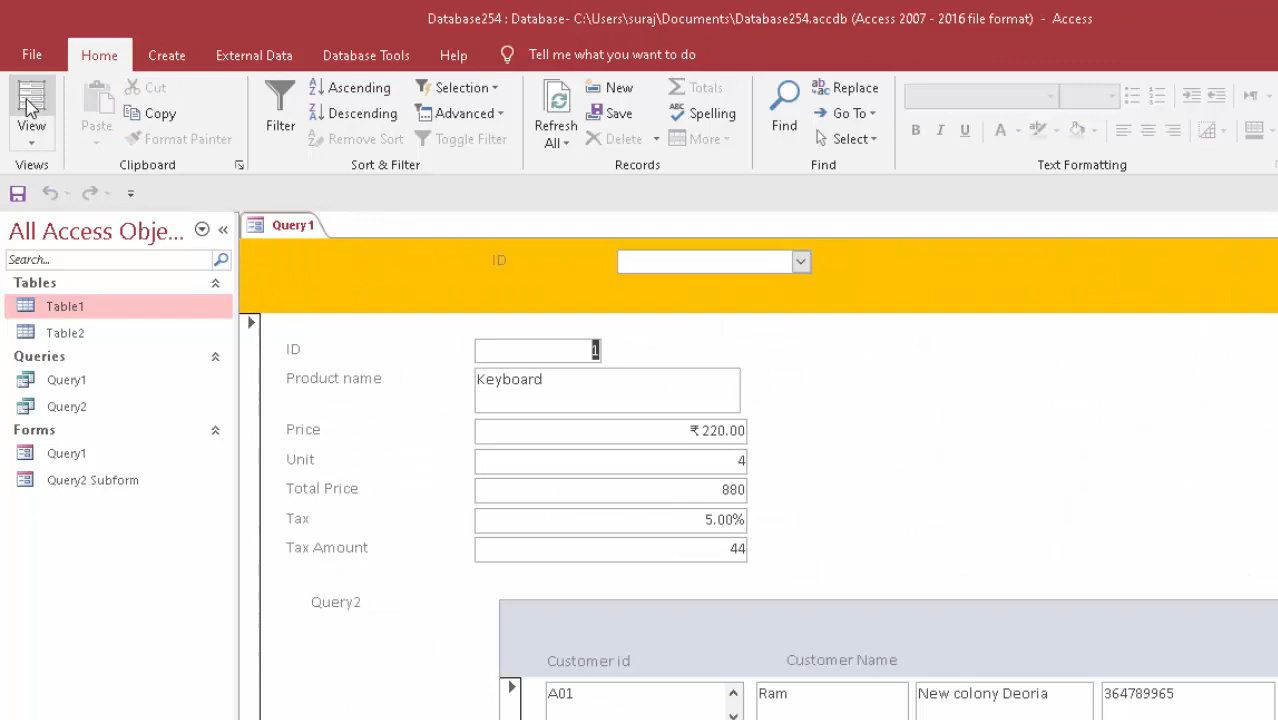 Database254 : Database- C:\Users\suraj\Documents\Database254.accdb (Access 2007 - 2016 file format) - Access
File Home Create External Data Database Tools Help Tell me what you want to do
View
Views
Paste
Cut
Copy
Format Painter
Clipboard
Filter
Ascending
Descending
Remove Sort
Selection
Advanced
Toggle Filter
Sort & Filter
Refresh
All
New
Save
Delete
Totals
Spelling
More
Records
Find
Replace
Go To
Select
Find
B I U A
Text Formatting
All Access Obje...
Search...
Tables
Table1
Table2
Queries
Query1
Query2
Forms
Query1
Query2 Subform
Query1
ID
ID 1
Product name Keyboard
Price ₹ 220.00
Unit 4
Total Price 880
Tax 5.00%
Tax Amount 44
Query2
Customer id Customer Name
A01 Ram New colony Deoria 364789965